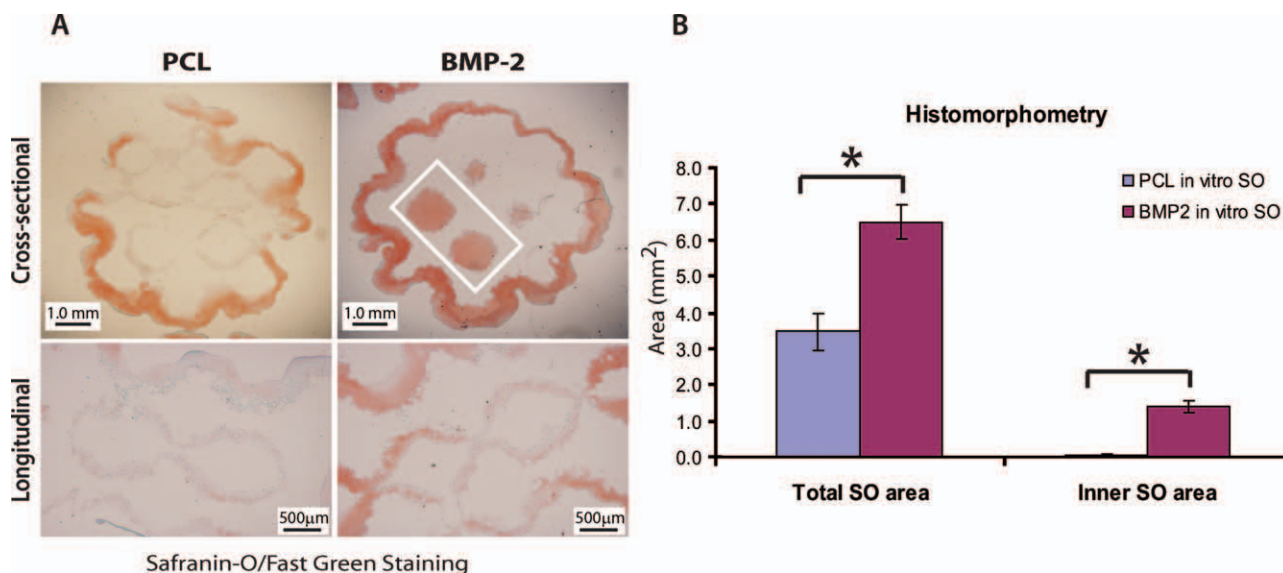 A
PCL
BMP-2
Cross-sectional
1.0 mm
1.0 mm
Longitudinal
500μm
500μm
Safranin-O/Fast Green Staining
B
Histomorphometry
*
*
PCL in vitro SO
BMP2 in vitro SO
Area (mm²)
8.0
7.0
6.0
5.0
4.0
3.0
2.0
1.0
0.0
Total SO area
Inner SO area